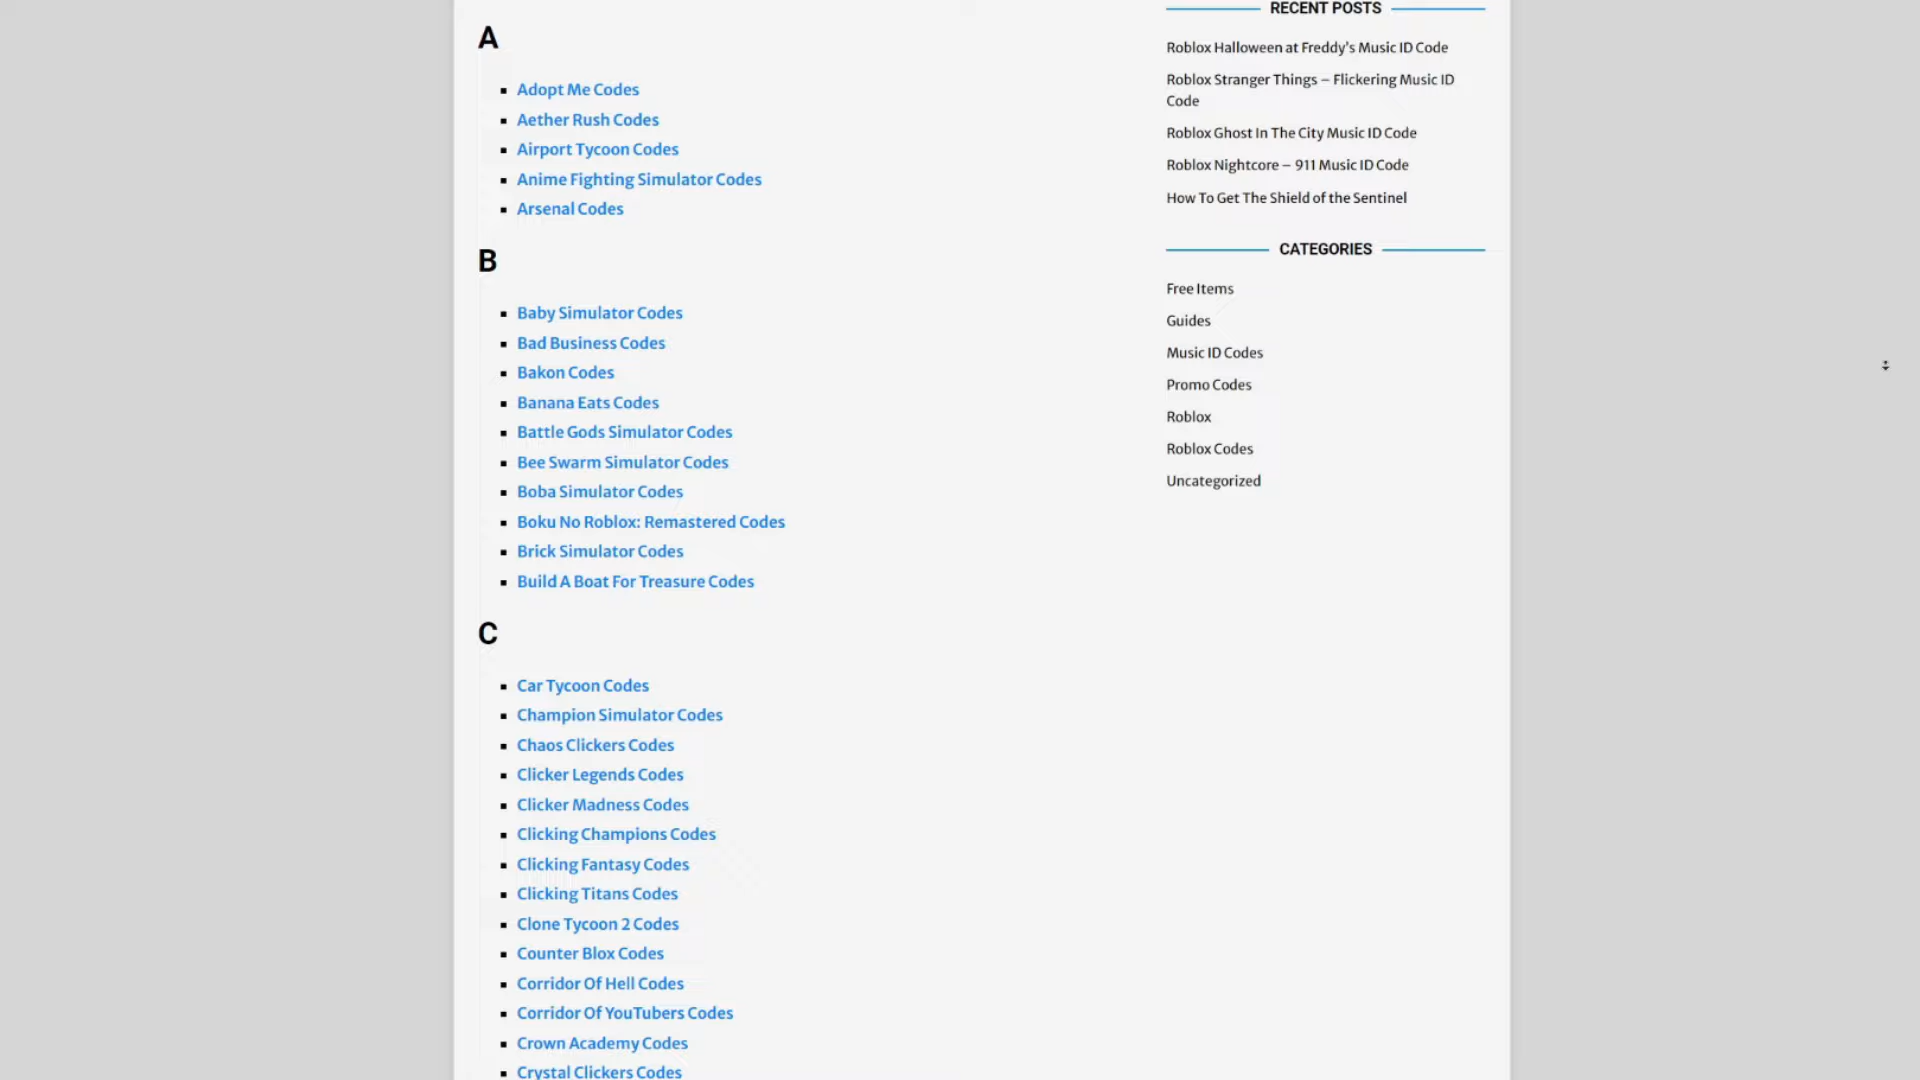 A
Adopt Me Codes
Aether Rush Codes
Airport Tycoon Codes
Anime Fighting Simulator Codes
Arsenal Codes
B
Baby Simulator Codes
Bad Business Codes
Bakon Codes
Banana Eats Codes
Battle Gods Simulator Codes
Bee Swarm Simulator Codes
Boba Simulator Codes
Boku No Roblox: Remastered Codes
Brick Simulator Codes
Build A Boat For Treasure Codes
C
Car Tycoon Codes
Champion Simulator Codes
Chaos Clickers Codes
Clicker Legends Codes
Clicker Madness Codes
Clicking Champions Codes
Clicking Fantasy Codes
Clicking Titans Codes
Clone Tycoon 2 Codes
Counter Blox Codes
Corridor Of Hell Codes
Corridor Of YouTubers Codes
Crown Academy Codes
Crystal Clickers Codes
RECENT POSTS
Roblox Halloween at Freddy’s Music ID Code
Roblox Stranger Things – Flickering Music ID
Code
Roblox Ghost In The City Music ID Code
Roblox Nightcore – 911 Music ID Code
How To Get The Shield of the Sentinel
CATEGORIES
Free Items
Guides
Music ID Codes
Promo Codes
Roblox
Roblox Codes
Uncategorized